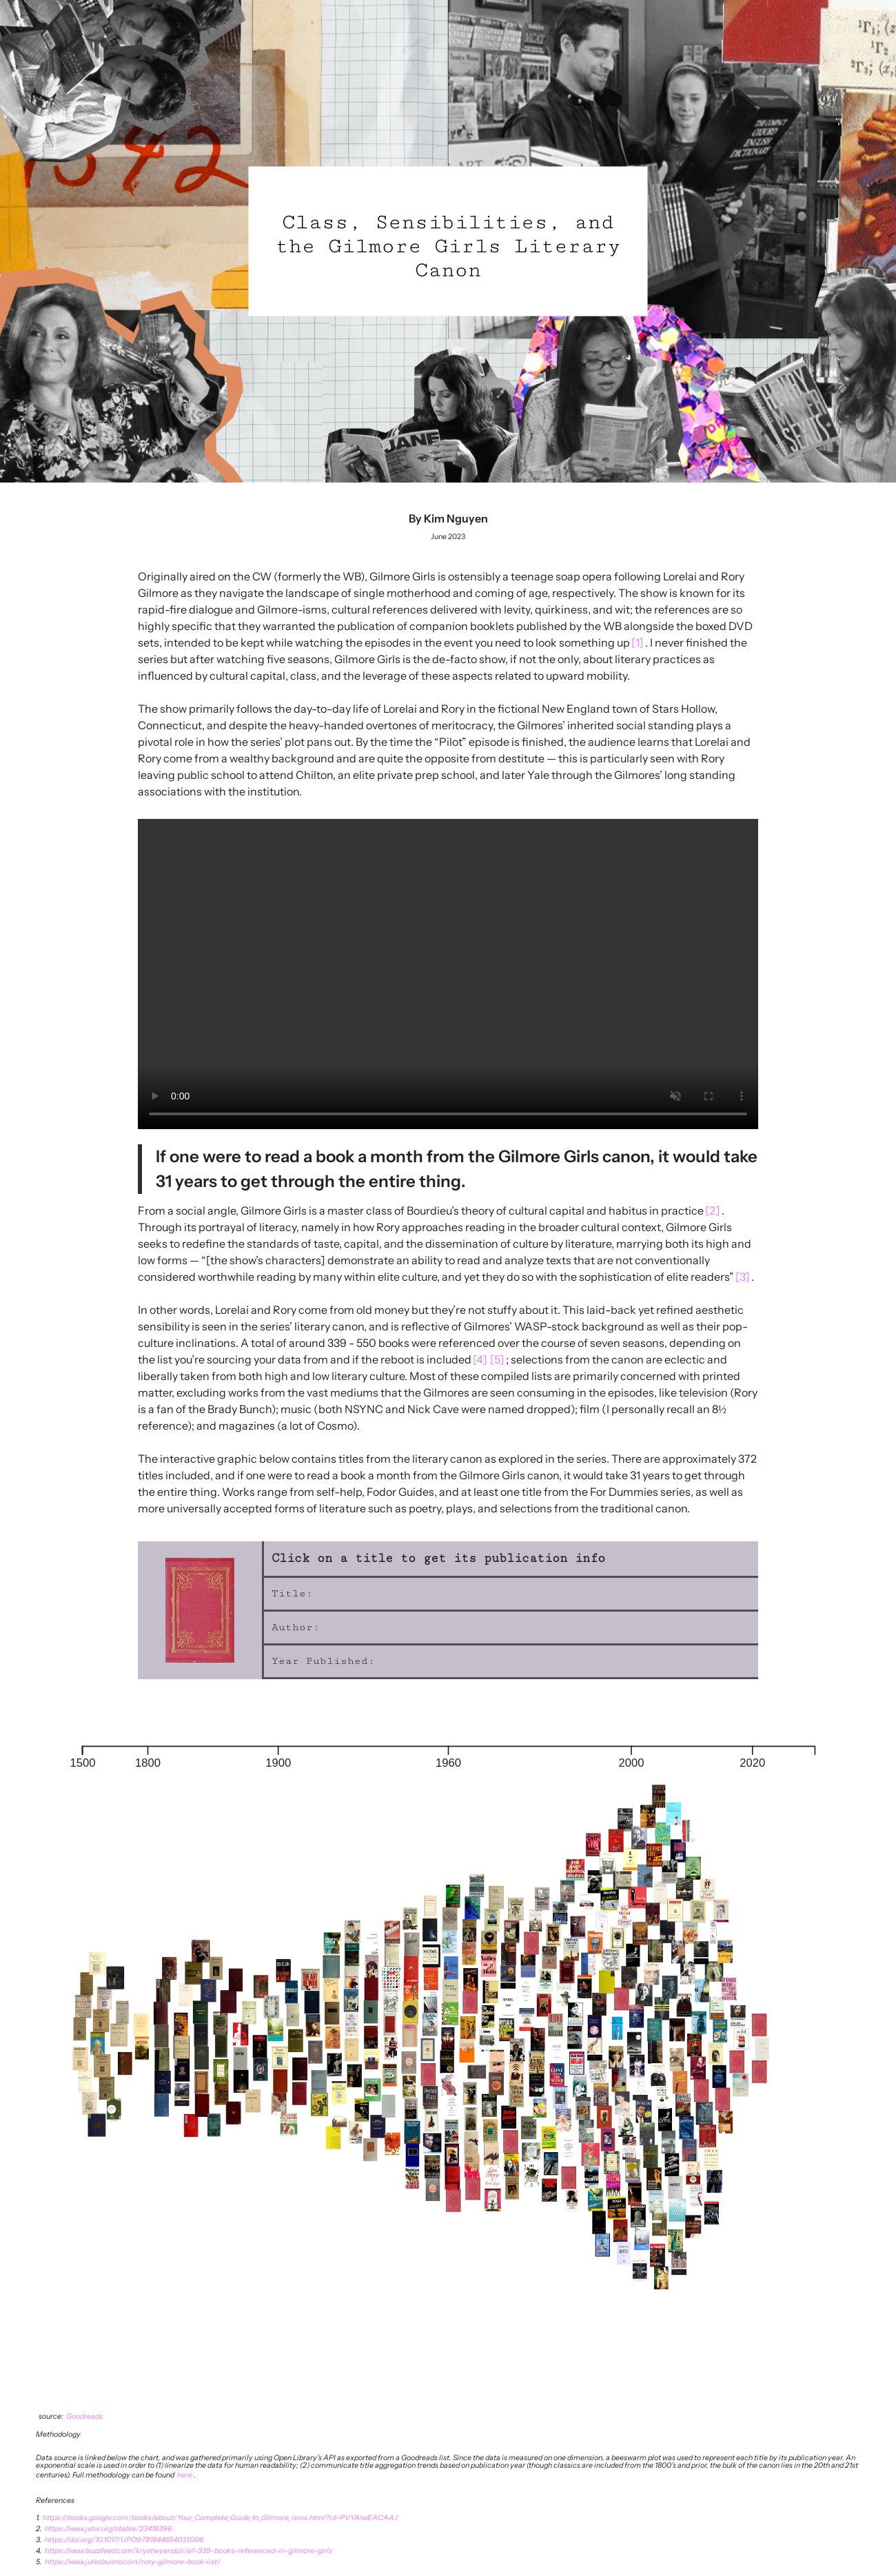 1542
1Γ1:
1Γ2
2Γ3; (x,
ART
THE
COMPACT
OXFORD
ENGLISH
DICTIONARY
Class, Sensibilities, and
the Gilmore Girls Literary
Canon
JANE
By Kim Nguyen
June 2023
Originally aired on the CW (formerly the WB), Gilmore Girls is ostensibly a teenage soap opera following Lorelai and Rory
Gilmore as they navigate the landscape of single motherhood and coming of age, respectively. The show is known for its
rapid-fire dialogue and Gilmore-isms, cultural references delivered with levity, quirkiness, and wit; the references are so
highly specific that they warranted the publication of companion booklets published by the WB alongside the boxed DVD
sets, intended to be kept while watching the episodes in the event you need to look something up [1] . I never finished the
series but after watching five seasons, Gilmore Girls is the de-facto show, if not the only, about literary practices as
influenced by cultural capital, class, and the leverage of these aspects related to upward mobility.
The show primarily follows the day-to-day life of Lorelai and Rory in the fictional New England town of Stars Hollow,
Connecticut, and despite the heavy-handed overtones of meritocracy, the Gilmores' inherited social standing plays a
pivotal role in how the series' plot pans out. By the time the “Pilot” episode is finished, the audience learns that Lorelai and
Rory come from a wealthy background and are quite the opposite from destitute — this is particularly seen with Rory
leaving public school to attend Chilton, an elite private prep school, and later Yale through the Gilmores' long standing
associations with the institution.
0:00
If one were to read a book a month from the Gilmore Girls canon, it would take
31 years to get through the entire thing.
From a social angle, Gilmore Girls is a master class of Bourdieu's theory of cultural capital and habitus in practice [2] .
Through its portrayal of literacy, namely in how Rory approaches reading in the broader cultural context, Gilmore Girls
seeks to redefine the standards of taste, capital, and the dissemination of culture by literature, marrying both its high and
low forms — “[the show's characters] demonstrate an ability to read and analyze texts that are not conventionally
considered worthwhile reading by many within elite culture, and yet they do so with the sophistication of elite readers” [3] .
In other words, Lorelai and Rory come from old money but they're not stuffy about it. This laid-back yet refined aesthetic
sensibility is seen in the series' literary canon, and is reflective of Gilmores' WASP-stock background as well as their pop-
culture inclinations. A total of around 339 - 550 books were referenced over the course of seven seasons, depending on
the list you're sourcing your data from and if the reboot is included [4] [5] ; selections from the canon are eclectic and
liberally taken from both high and low literary culture. Most of these compiled lists are primarily concerned with printed
matter, excluding works from the vast mediums that the Gilmores are seen consuming in the episodes, like television (Rory
is a fan of the Brady Bunch); music (both NSYNC and Nick Cave were named dropped); film (I personally recall an 8½
reference); and magazines (a lot of Cosmo).
The interactive graphic below contains titles from the literary canon as explored in the series. There are approximately 372
titles included, and if one were to read a book a month from the Gilmore Girls canon, it would take 31 years to get through
the entire thing. Works range from self-help, Fodor Guides, and at least one title from the For Dummies series, as well as
more universally accepted forms of literature such as poetry, plays, and selections from the traditional canon.
Click on a title to get its publication info
Title:
Author:
Year Published:
1500 1800 1900 1960 2000 2020
source: Goodreads
Methodology
Data source is linked below the chart, and was gathered primarily using Open Library's API as exported from a Goodreads list. Since the data is measured on one dimension, a beeswarm plot was used to represent each title by its publication year. An
exponential scale is used in order to (1) linearize the data for human readability; (2) communicate title aggregation trends based on publication year (though classics are included from the 1800's and prior, the bulk of the canon lies in the 20th and 21st
centuries). Full methodology can be found here .
References
1. https://books.google.com/books/about/Your_Complete_Guide_to_Gilmore_isms.html?id=PVYAlwEACAAJ
2. https://www.jstor.org/stable/23416396
3. https://doi.org/10.1017/UPO9781844654031.006
4. https://www.buzzfeed.com/krystieyandoli/all-339-books-referenced-in-gilmore-girls
5. https://www.julesbuono.com/rory-gilmore-book-list/